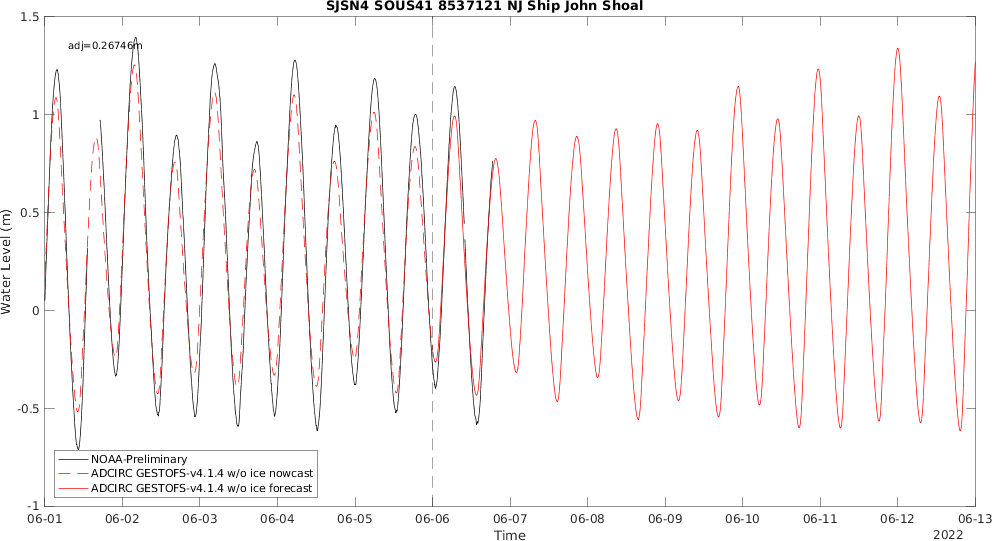 SJSN4 SOUS41 8537121 NJ Ship John Shoal
adj=0.26746m
1.5
1
0.5
0
-0.5
-1
Water Level (m)
NOAA-Preliminary
ADCIRC GESTOFS-v4.1.4 w/o ice nowcast
ADCIRC GESTOFS-v4.1.4 w/o ice forecast
06-01 06-02 06-03 06-04 06-05 06-06 06-07 06-08 06-09 06-10 06-11 06-12 06-13
Time
2022